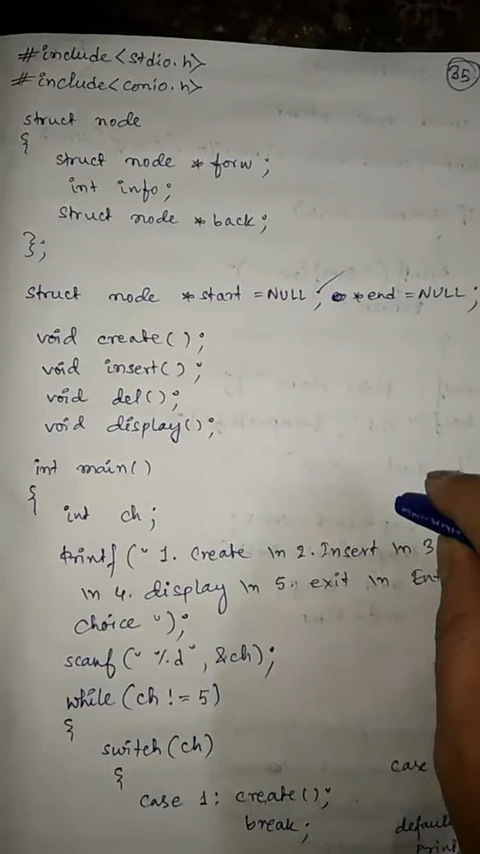 #include<stdio.h>
35
#include<conio.h>
struct node
{
struct node *forw;
int info;
struct node *back;
};
struct node *start = NULL; *end = NULL;
void create();
void insert();
void del();
void display();
int main()
{
int ch;
printf(" 1. Create \n 2. Insert \n 3
\n 4. display \n 5. exit \n Ent
choice ");
scanf(" %d", &ch);
while (ch != 5)
{
switch(ch)
{
case
case 1: create();
break;
defaul
Print